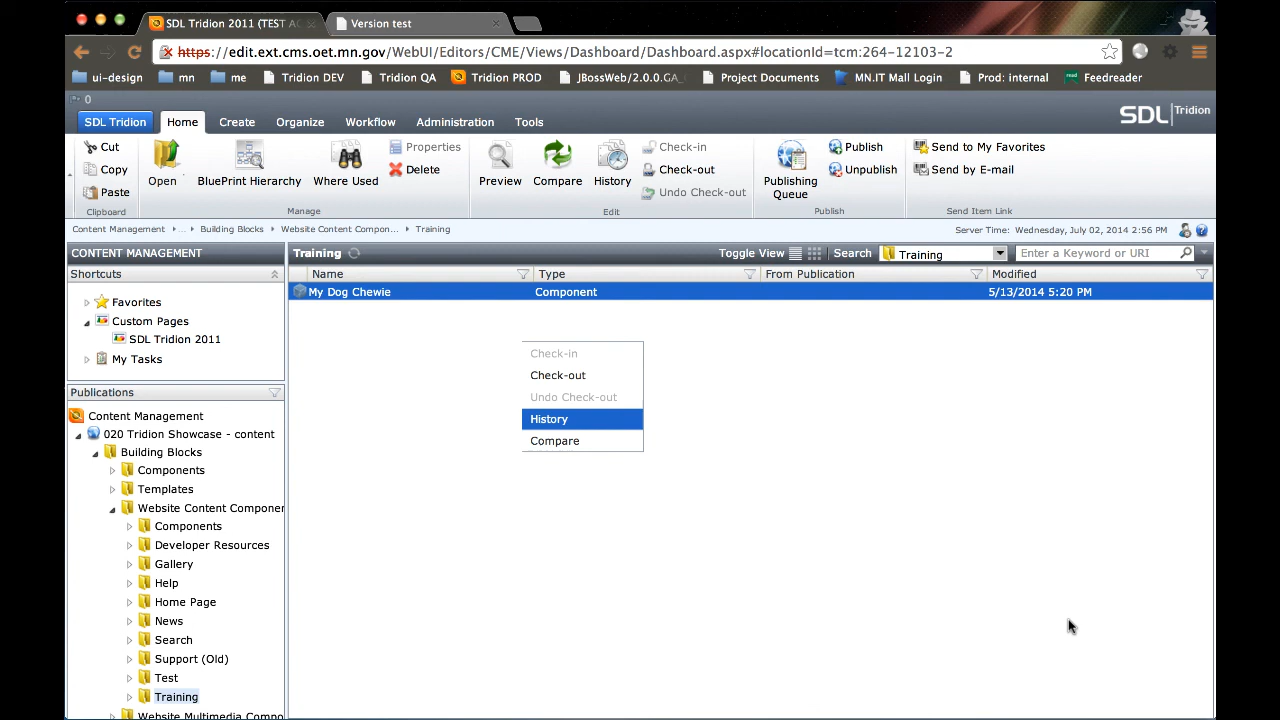 SDL Tridion 2011 (TEST AC
Version test
https://edit.ext.cms.oet.mn.gov/WebUI/Editors/CME/Views/Dashboard/Dashboard.aspx#locationId=tcm:264-12103-2
ui-design mn me Tridion DEV Tridion QA Tridion PROD JBossWeb/2.0.0.GA_ Project Documents MN.IT Mall Login Prod: internal Feedreader
0
SDL Tridion Home Create Organize Workflow Administration Tools
SDL Tridion
Cut
Copy
Paste
Clipboard
Open
BluePrint Hierarchy
Where Used
Properties
Delete
Manage
Preview
Compare
History
Check-in
Check-out
Undo Check-out
Edit
Publishing
Queue
Publish
Unpublish
Publish
Send to My Favorites
Send by E-mail
Send Item Link
Content Management ... Building Blocks Website Content Compon... Training
Server Time: Wednesday, July 02, 2014 2:56 PM
CONTENT MANAGEMENT
Shortcuts
Favorites
Custom Pages
SDL Tridion 2011
My Tasks
Publications
Content Management
020 Tridion Showcase - content
Building Blocks
Components
Templates
Website Content Componer
Components
Developer Resources
Gallery
Help
Home Page
News
Search
Support (Old)
Test
Training
Website Multimedia Compo
Training
Toggle View
Search
Training
Enter a Keyword or URI
Name Type From Publication Modified
My Dog Chewie Component 5/13/2014 5:20 PM
Check-in
Check-out
Undo Check-out
History
Compare